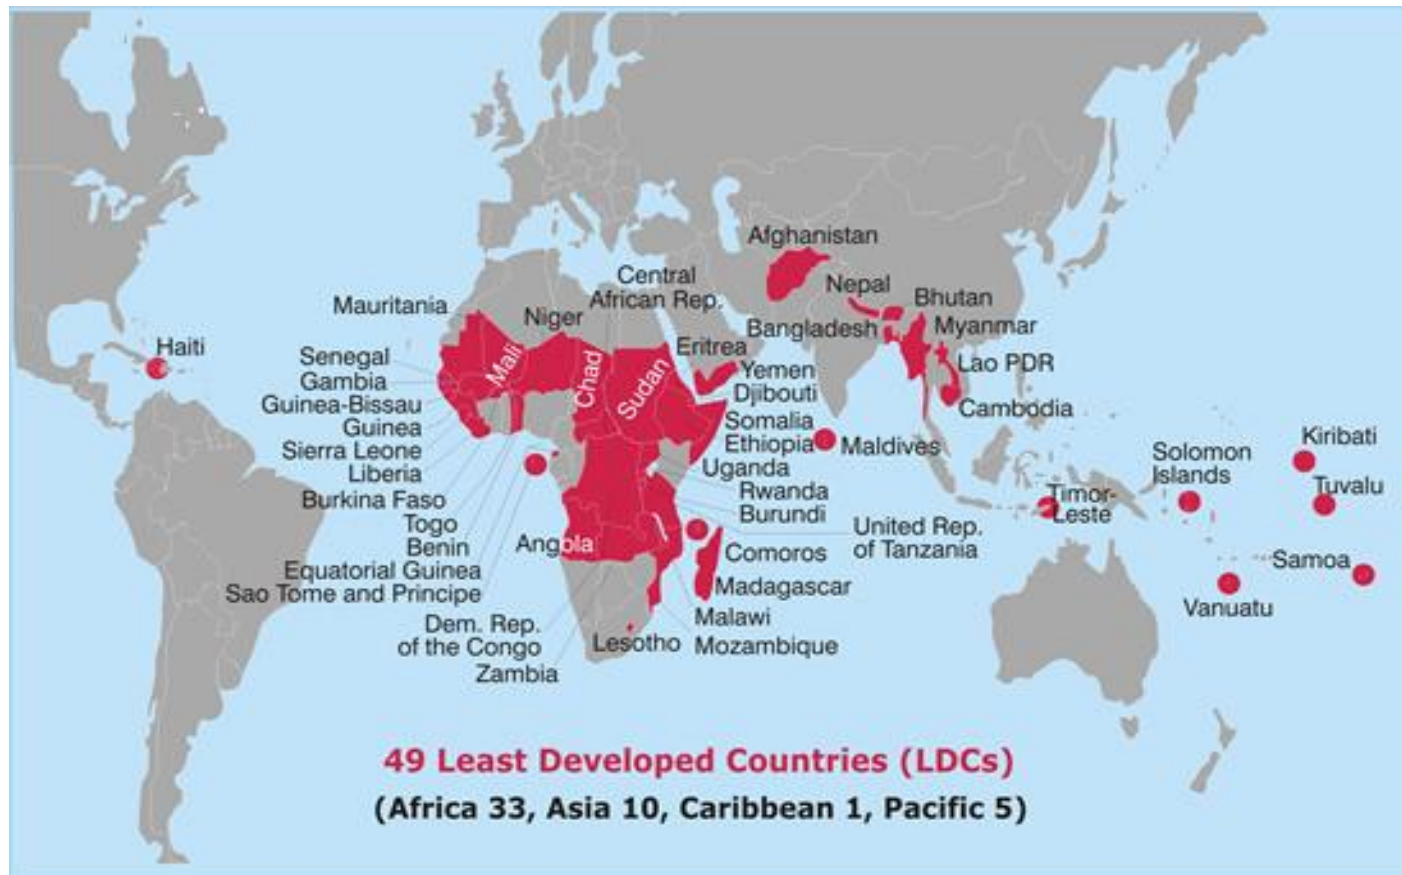 Afghanistan
Central
African Rep.
Nepal
Bhutan
Mauritania
Niger
Bangladesh
Myanmar
Haiti
Senegal
Mali
Chad
Sudan
Eritrea
Yemen
Lao PDR
Gambia
Djibouti
Guinea-Bissau
Cambodia
Guinea
Somalia
Sierra Leone
Ethiopia
Maldives
Liberia
Uganda
Solomon
Islands
Kiribati
Burkina Faso
Rwanda
Timor-
Leste
Tuvalu
Togo
Burundi
United Rep.
of Tanzania
Benin
Angola
Comoros
Samoa
Equatorial Guinea
Sao Tome and Principe
Madagascar
Vanuatu
Dem. Rep.
of the Congo
Malawi
Lesotho
Mozambique
Zambia
49 Least Developed Countries (LDCs)
(Africa 33, Asia 10, Caribbean 1, Pacific 5)